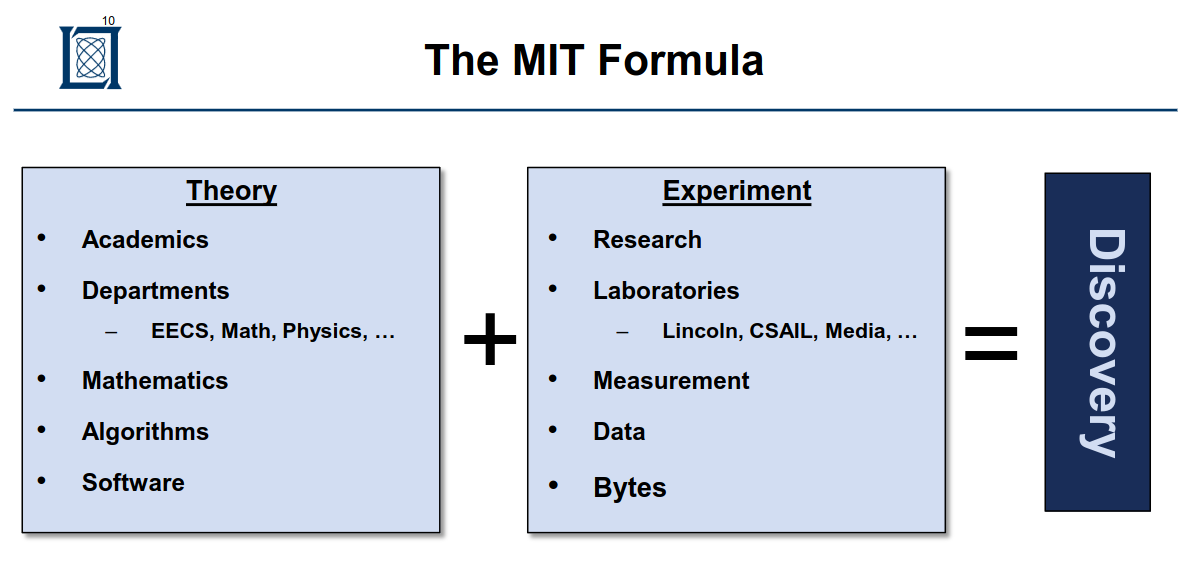 10
The MIT Formula
Theory
• Academics
• Departments
– EECS, Math, Physics, …
• Mathematics
• Algorithms
• Software
+
Experiment
• Research
• Laboratories
– Lincoln, CSAIL, Media, …
• Measurement
• Data
• Bytes
=
Discovery